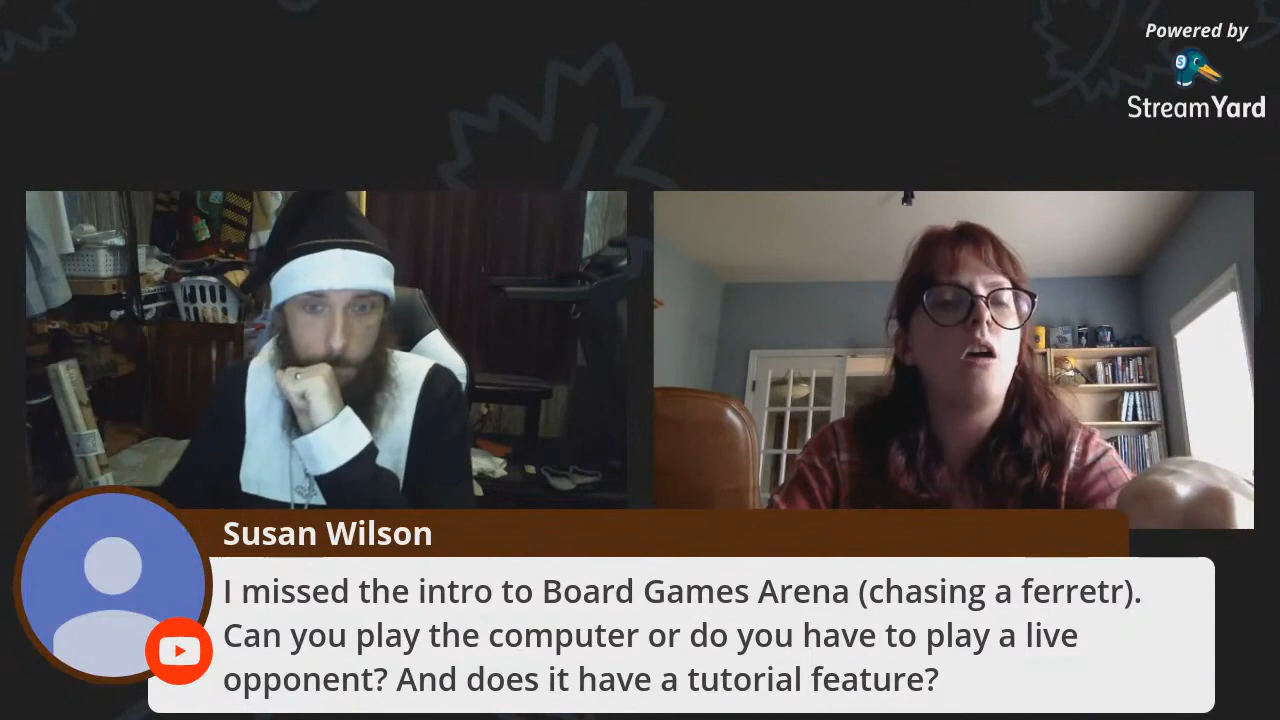 Powered by
StreamYard
Susan Wilson
I missed the intro to Board Games Arena (chasing a ferretr).
Can you play the computer or do you have to play a live
opponent? And does it have a tutorial feature?